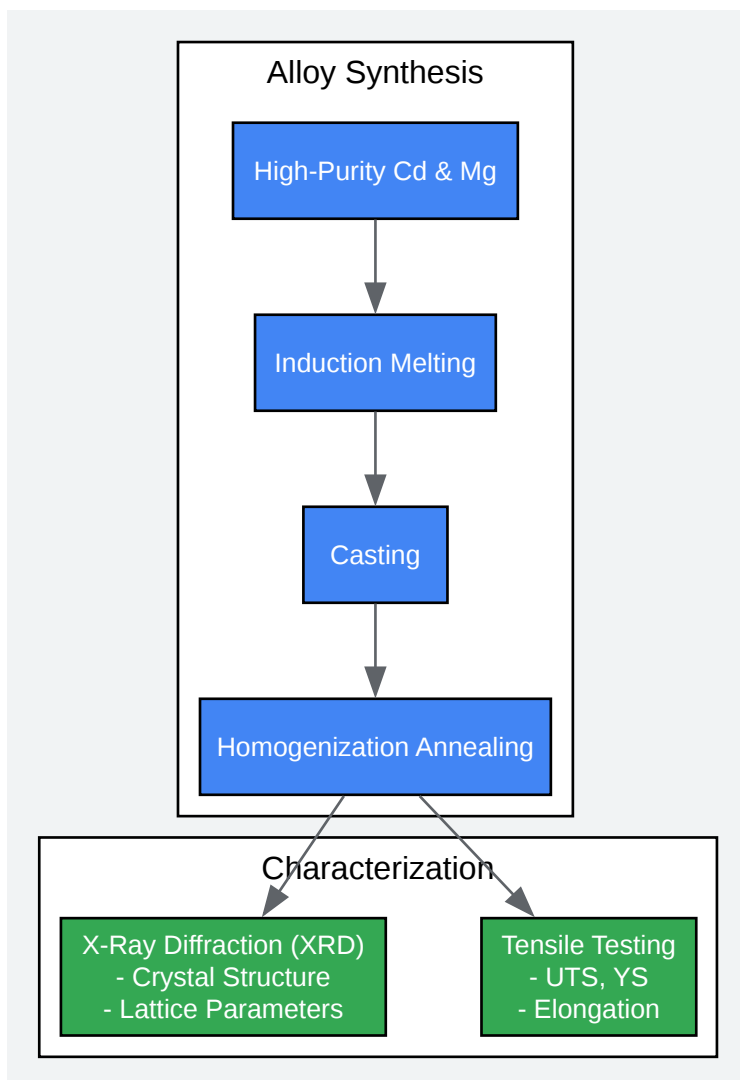 Alloy Synthesis
High-Purity Cd & Mg
Induction Melting
Casting
Homogenization Annealing
Characterization
X-Ray Diffraction (XRD)
- Crystal Structure
- Lattice Parameters
Tensile Testing
- UTS, YS
- Elongation